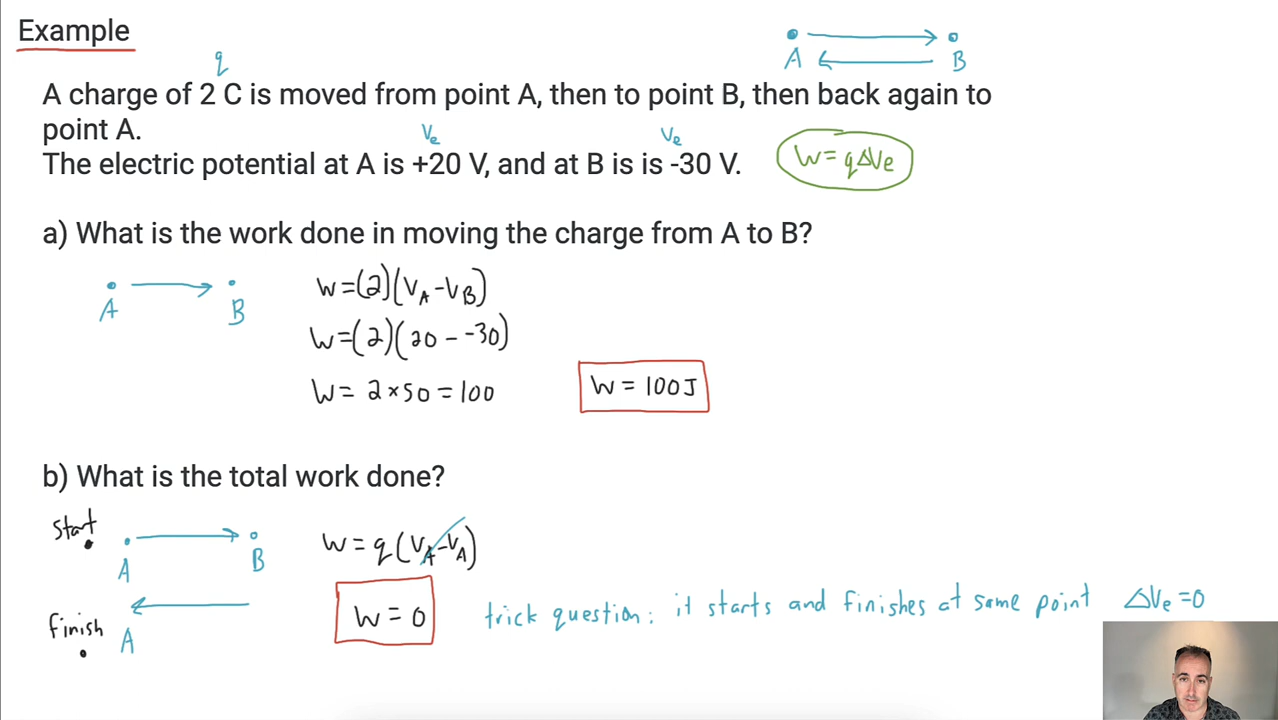 Example
A B
q
A charge of 2 C is moved from point A, then to point B, then back again to
point A.
Ve Ve
The electric potential at A is +20 V, and at B is is -30 V.
W = qΔVe
a) What is the work done in moving the charge from A to B?
A B
W=(2)(VA-VB)
W=(2)(20 - -30)
W= 2×50=100
W = 100J
b) What is the total work done?
start
A B
W = q(VA-VA)
finish A
W = 0
trick question: it starts and finishes at same point ΔVe =0